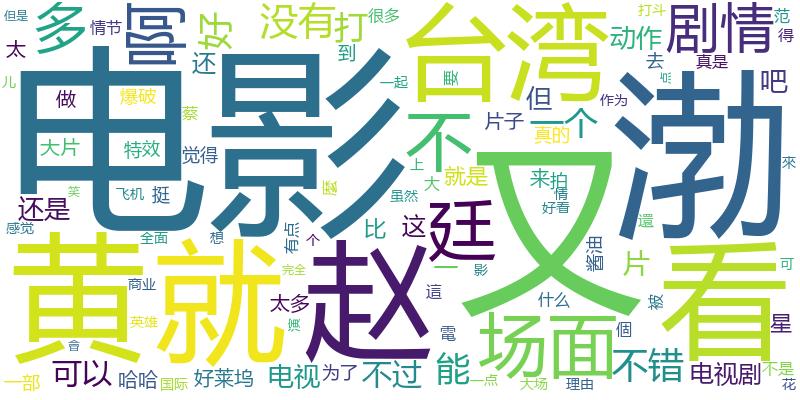 但是
多
太
情节
啊
好
还
没有
打
很多
到
台湾
动作
剧情
打斗
范
得
去
真是
儿
做
爆破
蔡
一起
要
不
但
一个
作为
点
吧
电影
又
渤
大片
特效
觉得
片子
真的
上
大
就是
来
拍
來
笑
飞机
挺
麼
虽然
情
好看
还是
感觉
全面
想
有点
个
比
这
廷
還
黄
就
赵
一
影
酱油
片
看
可
商业
完全
太多
演
這
什么
被
星
英雄
電
场面
個
會
可以
哈哈
国际
好莱坞
电视
为了
不过
能
一点
大场
理由
不错
电视剧
不是
花
一部